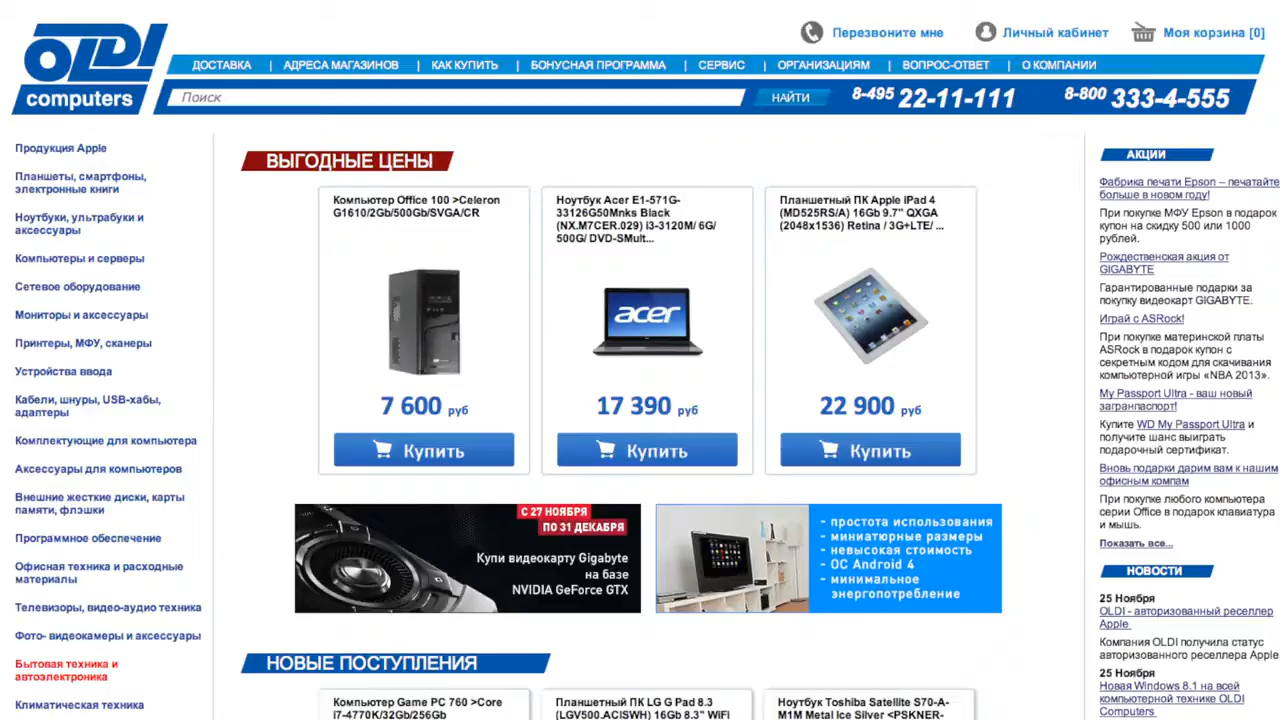 OLDI
computers
Перезвоните мне
Личный кабинет
Моя корзина [0]
ДОСТАВКА | АДРЕСА МАГАЗИНОВ | КАК КУПИТЬ | БОНУСНАЯ ПРОГРАММА | СЕРВИС | ОРГАНИЗАЦИЯМ | ВОПРОС-ОТВЕТ | О КОМПАНИИ
Поиск
НАЙТИ
8-495 22-11-111
8-800 333-4-555
Продукция Apple
Планшеты, смартфоны,
электронные книги
Ноутбуки, ультрабуки и
аксессуары
Компьютеры и серверы
Сетевое оборудование
Мониторы и аксессуары
Принтеры, МФУ, сканеры
Устройства ввода
Кабели, шнуры, USB-хабы,
адаптеры
Комплектующие для компьютера
Аксессуары для компьютеров
Внешние жесткие диски, карты
памяти, флэшки
Программное обеспечение
Офисная техника и расходные
материалы
Телевизоры, видео-аудио техника
Фото- видеокамеры и аксессуары
Бытовая техника и
автоэлектроника
Климатическая техника
ВЫГОДНЫЕ ЦЕНЫ
Компьютер Office 100 >Celeron
G1610/2Gb/500Gb/SVGA/CR
7 600 руб
Купить
Ноутбук Acer E1-571G-
33126G50Mnks Black
(NX.M7CER.029) i3-3120M/ 6G/
500G/ DVD-SMult...
acer
17 390 руб
Купить
Планшетный ПК Apple iPad 4
(MD525RS/A) 16Gb 9.7" QXGA
(2048x1536) Retina / 3G+LTE/ ...
22 900 руб
Купить
С 27 НОЯБРЯ
ПО 31 ДЕКАБРЯ
Купи видеокарту Gigabyte
на базе
NVIDIA GeForce GTX
- простота использования
- миниатюрные размеры
- невысокая стоимость
- ОС Android 4
- минимальное
энергопотребление
НОВЫЕ ПОСТУПЛЕНИЯ
Компьютер Game PC 760 >Core
i7-4770K/32Gb/256Gb
Планшетный ПК LG G Pad 8.3
(LGV500.ACISWH) 16Gb 8.3" WiFi
Ноутбук Toshiba Satellite S70-A-
M1M Metal Ice Silver <PSKNER-
АКЦИИ
Фабрика печати Epson – печатайте
больше в новом году!
При покупке МФУ Epson в подарок
купон на скидку 500 или 1000
рублей.
Рождественская акция от
GIGABYTE
Гарантированные подарки за
покупку видеокарт GIGABYTE.
Играй с ASRock!
При покупке материнской платы
ASRock в подарок купон с
секретным кодом для скачивания
компьютерной игры «NBA 2013».
My Passport Ultra - ваш новый
загранпаспорт!
Купите WD My Passport Ultra и
получите шанс выиграть
подарочный сертификат.
Вновь подарки дарим вам к нашим
офисным компам
При покупке любого компьютера
серии Office в подарок клавиатура
и мышь.
Показать все...
НОВОСТИ
25 Ноября
OLDI - авторизованный реселлер
Apple
Компания OLDI получила статус
авторизованного реселлера Apple
25 Ноября
Новая Windows 8.1 на всей
компьютерной технике OLDI
Computers